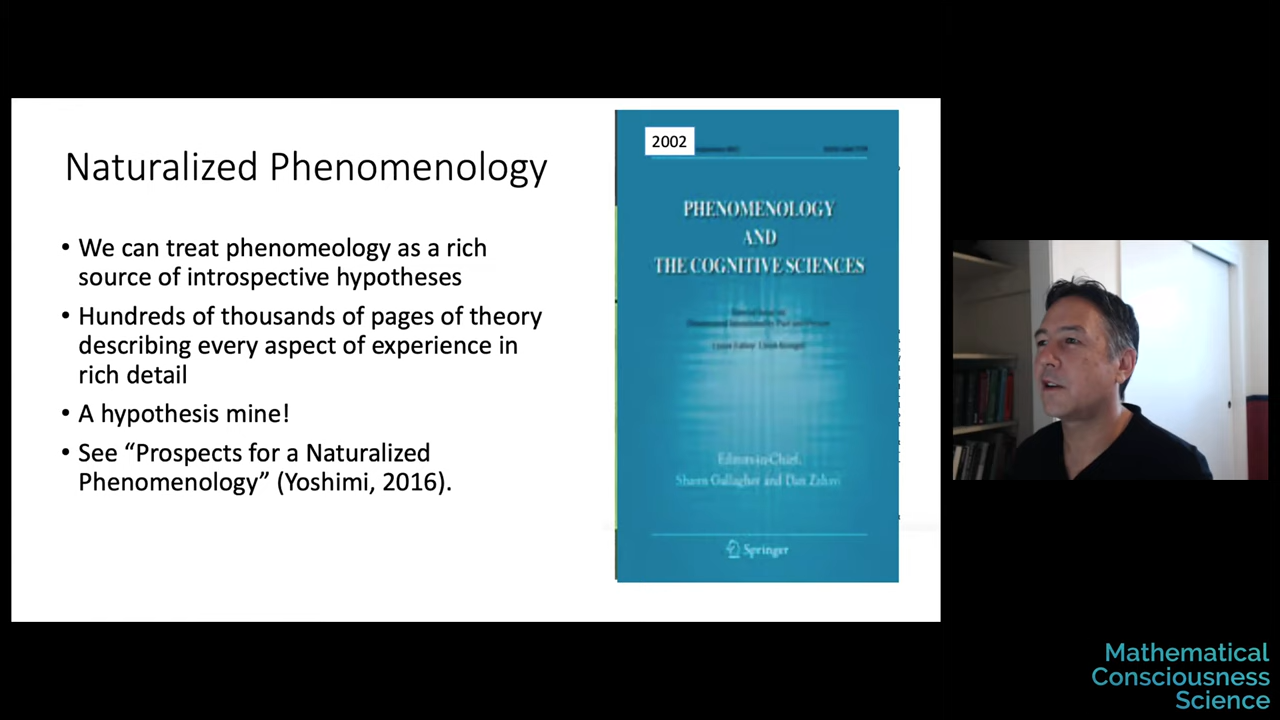 Naturalized Phenomenology
• We can treat phenomeology as a rich
source of introspective hypotheses
• Hundreds of thousands of pages of theory
describing every aspect of experience in
rich detail
• A hypothesis mine!
• See “Prospects for a Naturalized
Phenomenology” (Yoshimi, 2016).
2002
PHENOMENOLOGY
AND
THE COGNITIVE SCIENCES
Editors-in-Chief:
Shaun Gallagher and Dan Zahavi
Springer
Mathematical
Consciousness
Science